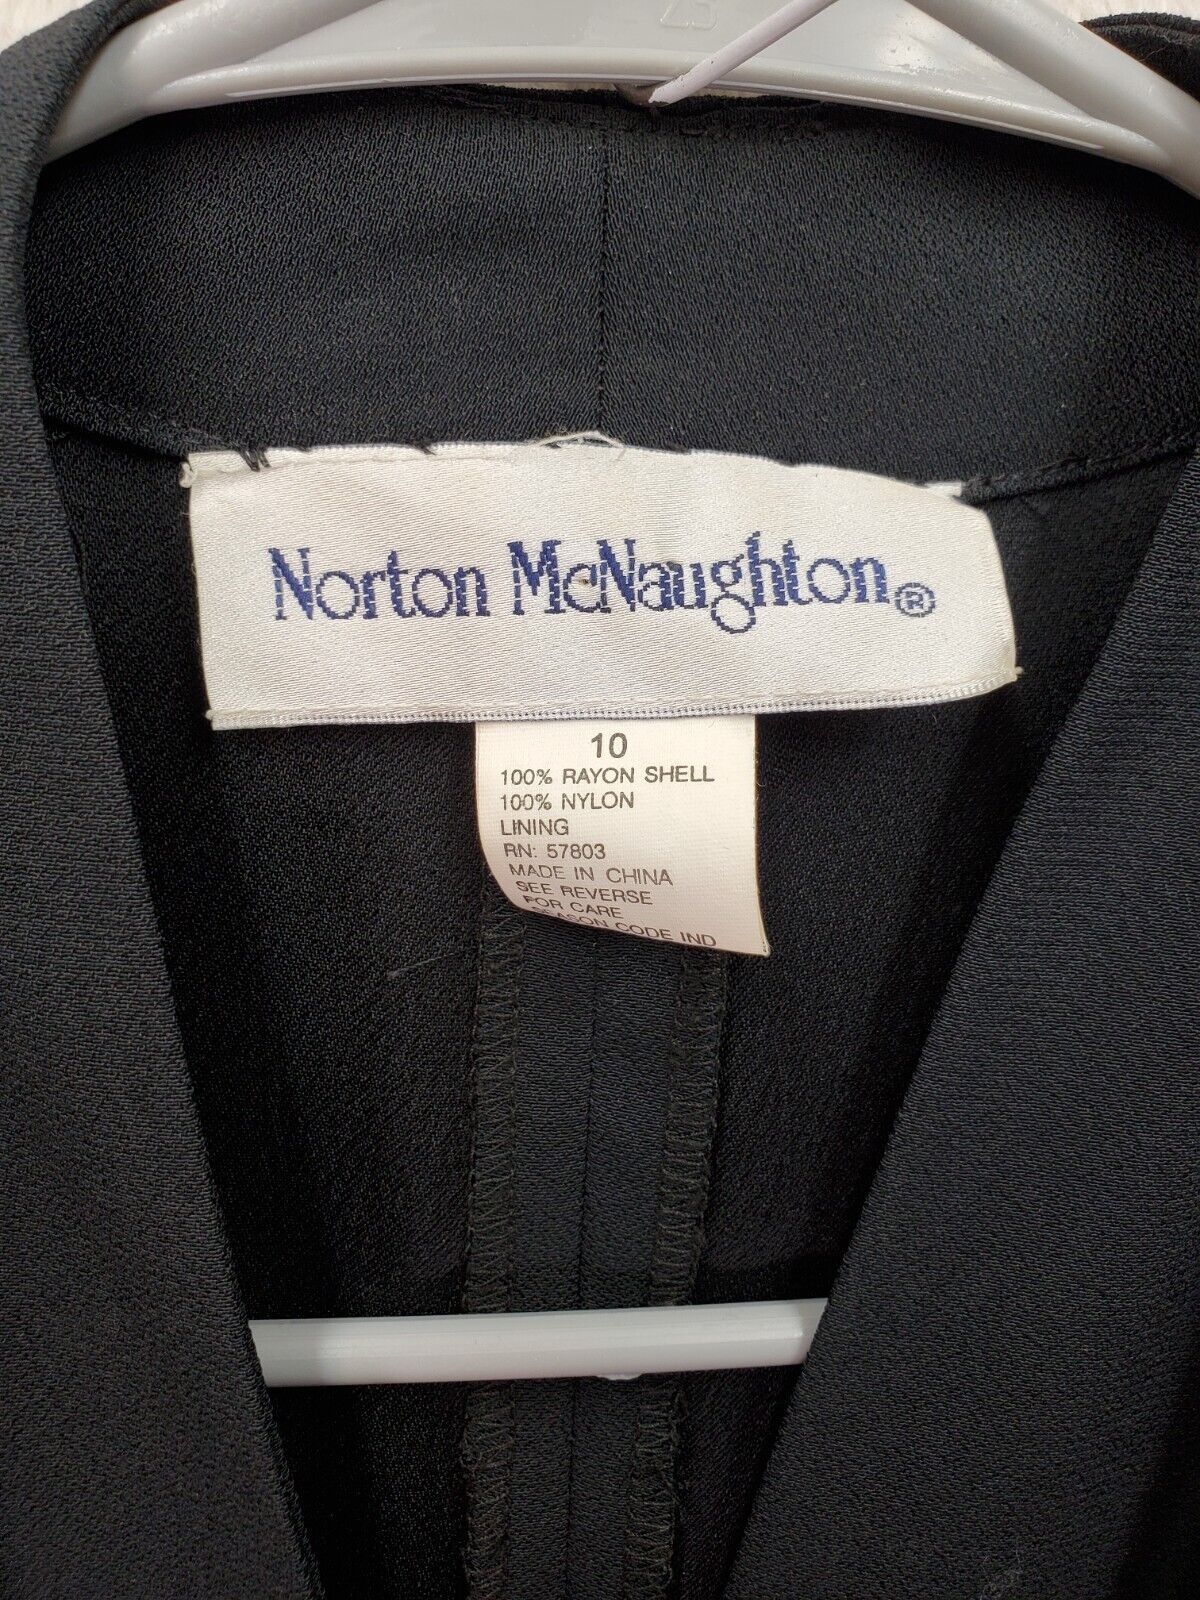 Norton McNaughton®
10
100% RAYON SHELL
100% NYLON
LINING
RN: 57803
MADE IN CHINA
SEE REVERSE
FOR CARE
SEASON CODE IND